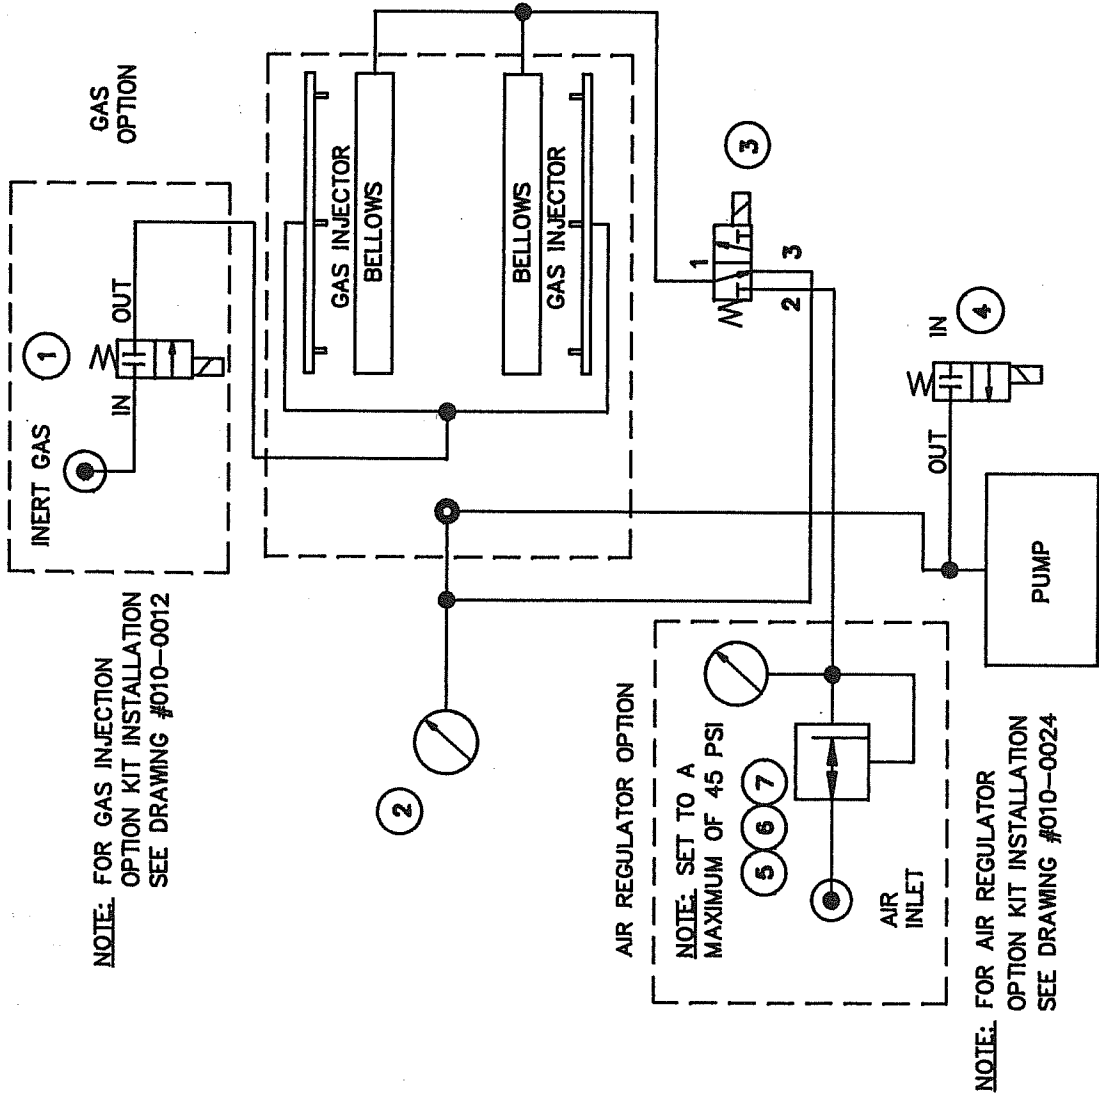 NOTE: FOR GAS INJECTION
OPTION KIT INSTALLATION
SEE DRAWING #010-0012
INERT GAS
1
IN
OUT
GAS
OPTION
GAS INJECTOR
BELLOWS
BELLOWS
GAS INJECTOR
2
AIR REGULATOR OPTION
NOTE: SET TO A
MAXIMUM OF 45 PSI
5 6 7
AIR
INLET
1
2
3
3
OUT
IN
4
PUMP
NOTE: FOR AIR REGULATOR
OPTION KIT INSTALLATION
SEE DRAWING #010-0024